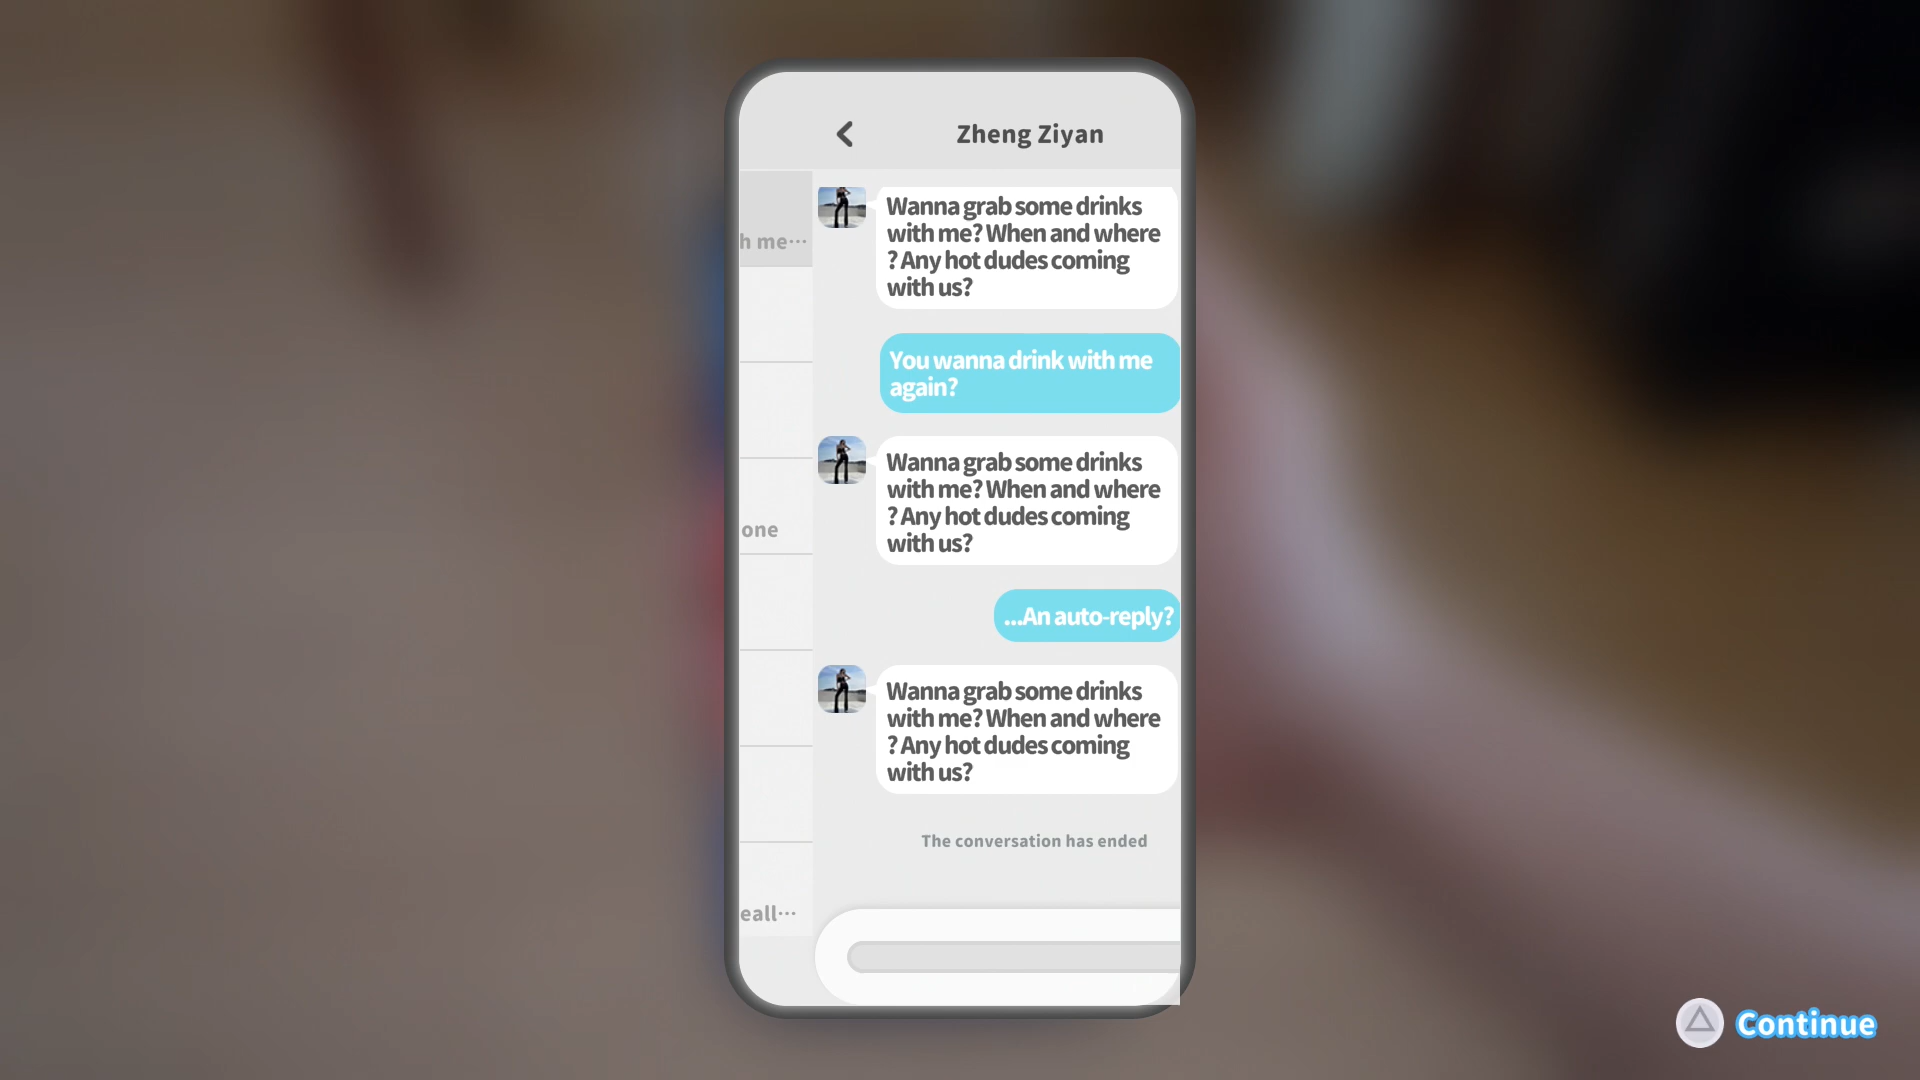 Zheng Ziyan
h me…
Wanna grab some drinks
with me? When and where
? Any hot dudes coming
with us?
You wanna drink with me
again?
Wanna grab some drinks
with me? When and where
? Any hot dudes coming
with us?
one
...An auto-reply?
Wanna grab some drinks
with me? When and where
? Any hot dudes coming
with us?
The conversation has ended
eall…
Continue